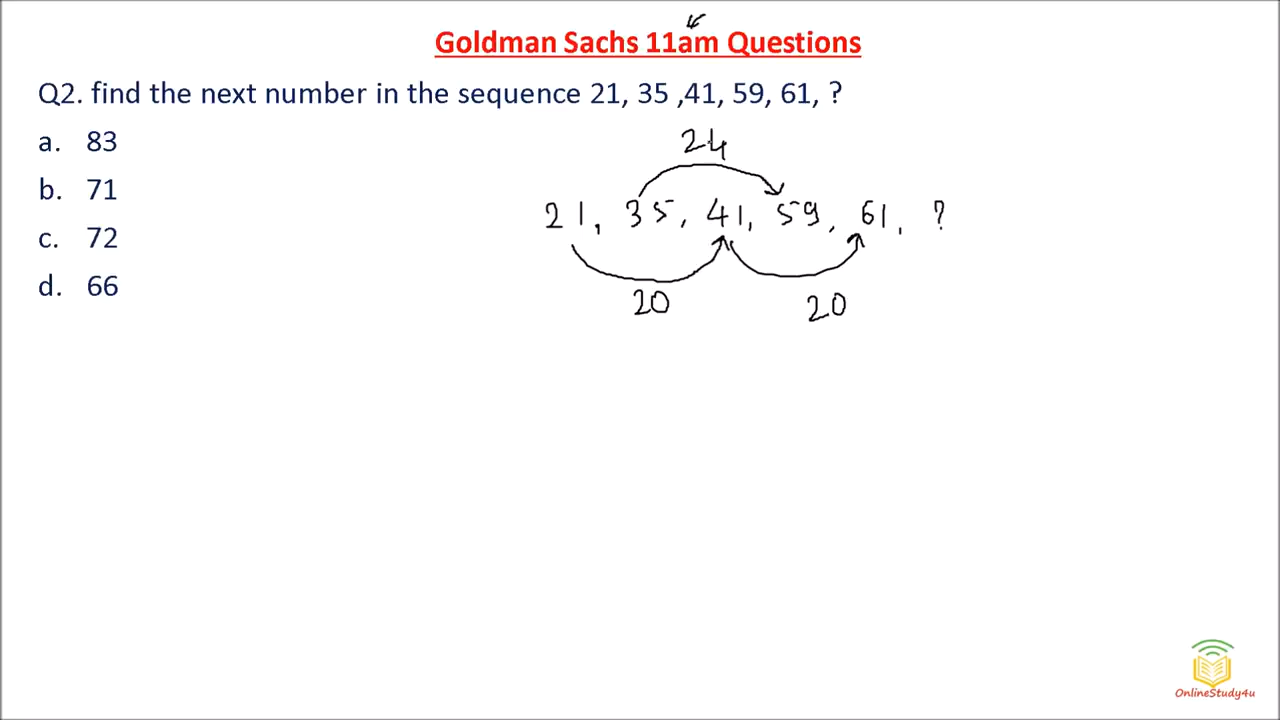 Goldman Sachs 11am Questions
Q2. find the next number in the sequence 21, 35 ,41, 59, 61, ?
a. 83
b. 71
c. 72
d. 66
24
21, 35, 41, 59, 61, ?
20 20
OnlineStudy4u